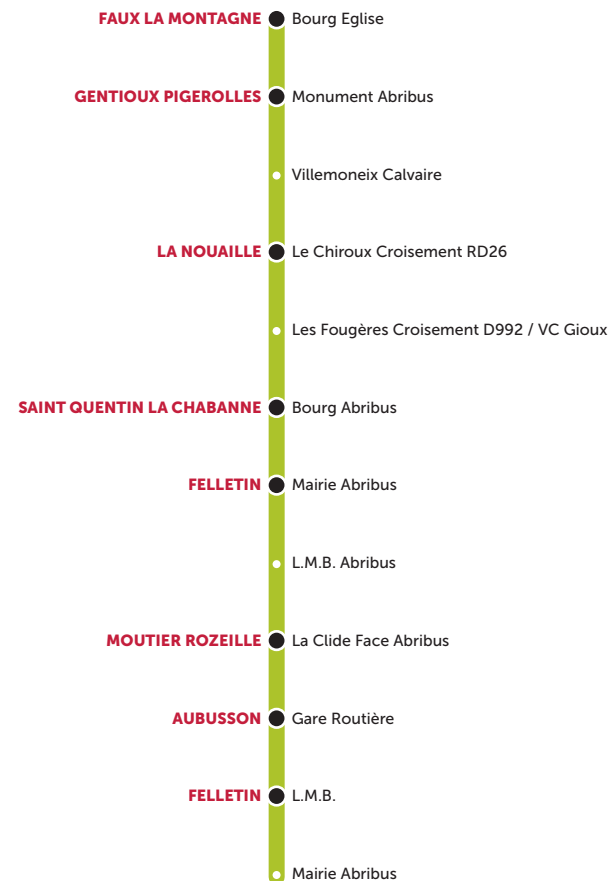 FAUX LA MONTAGNE Bourg Eglise
GENTIOUX PIGEROLLES Monument Abribus
Villemoneix Calvaire
LA NOUAILLE Le Chiroux Croisement RD26
Les Fougères Croisement D992 / VC Gioux
SAINT QUENTIN LA CHABANNE Bourg Abribus
FELLETIN Mairie Abribus
L.M.B. Abribus
MOUTIER ROZEILLE La Clide Face Abribus
AUBUSSON Gare Routière
FELLETIN L.M.B.
Mairie Abribus